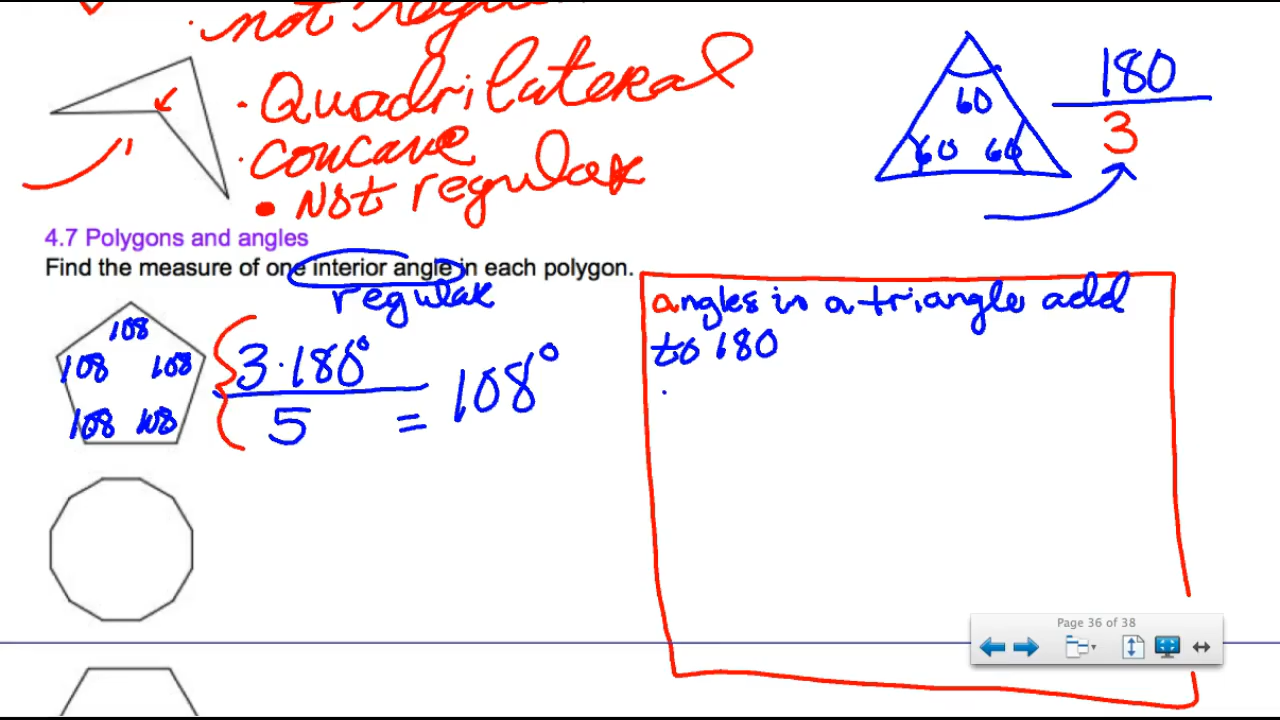 • not regu
• Quadrilateral
• concave
• Not regular
180
3
60
60 60
4.7 Polygons and angles
Find the measure of one interior angle in each polygon.
regular
108
108 108
108 108
3·180°
5
= 108°
angles in a triangle add
to 180
•
Page 36 of 38